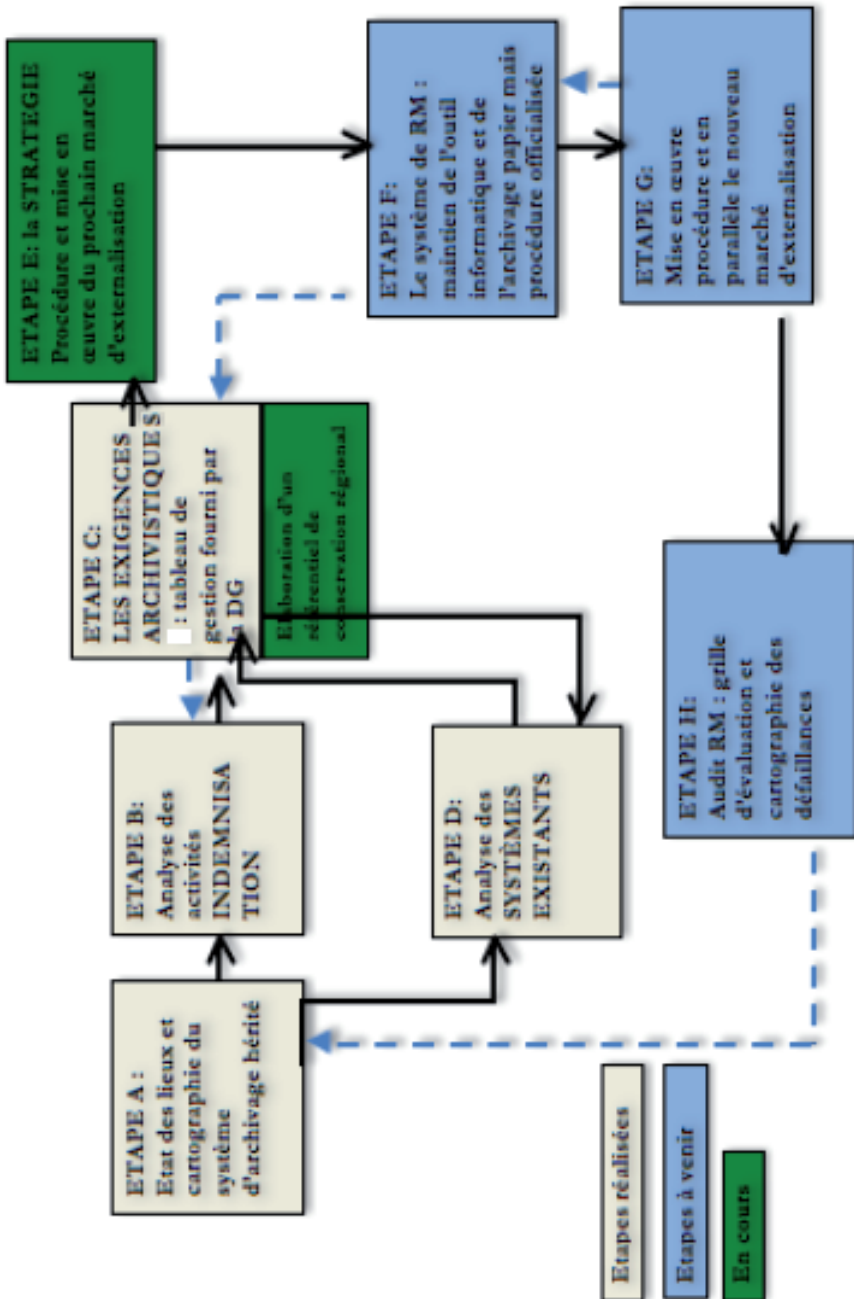 ETAPE A :
Etat des lieux et
cartographie du
système
d'archivage hérité
ETAPE B:
Analyse des
activités
INDEMNISA
TION
ETAPE C:
LES EXIGENCES
ARCHIVISTIQUES
: tableau de
gestion fourni par
la DG
Elaboration d'un
référentiel de
conservation régional
ETAPE D:
Analyse des
SYSTÈMES
EXISTANTS
ETAPE E: la STRATEGIE
Procédure et mise en
œuvre du prochain marché
d'externalisation
ETAPE F:
Le système de RM :
maintien de l'outil
informatique et de
l'archivage papier mais
procédure officialisée
ETAPE G:
Mise en œuvre
procédure et en
parallèle le nouveau
marché
d'externalisation
ETAPE H:
Audit RM : grille
d'évaluation et
cartographie des
défaillances
Etapes réalisées
Etapes à venir
En cours